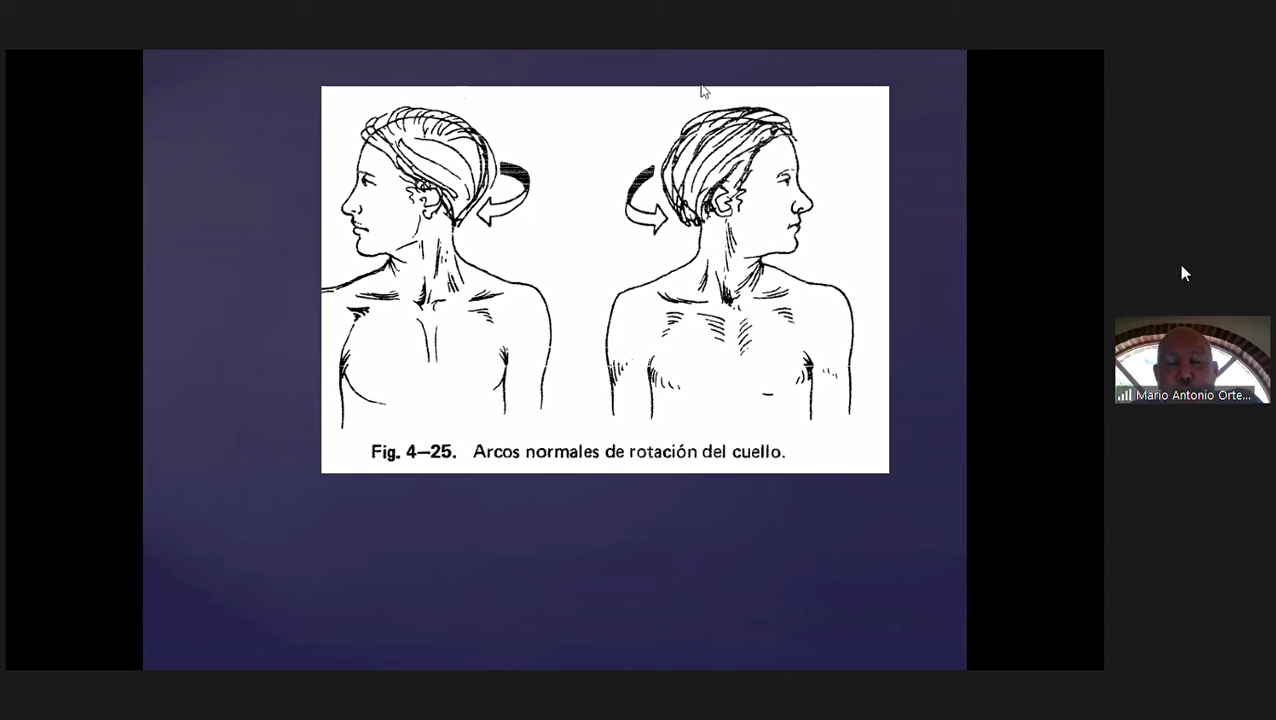 Fig. 4—25. Arcos normales de rotación del cuello.
Mario Antonio Orte...